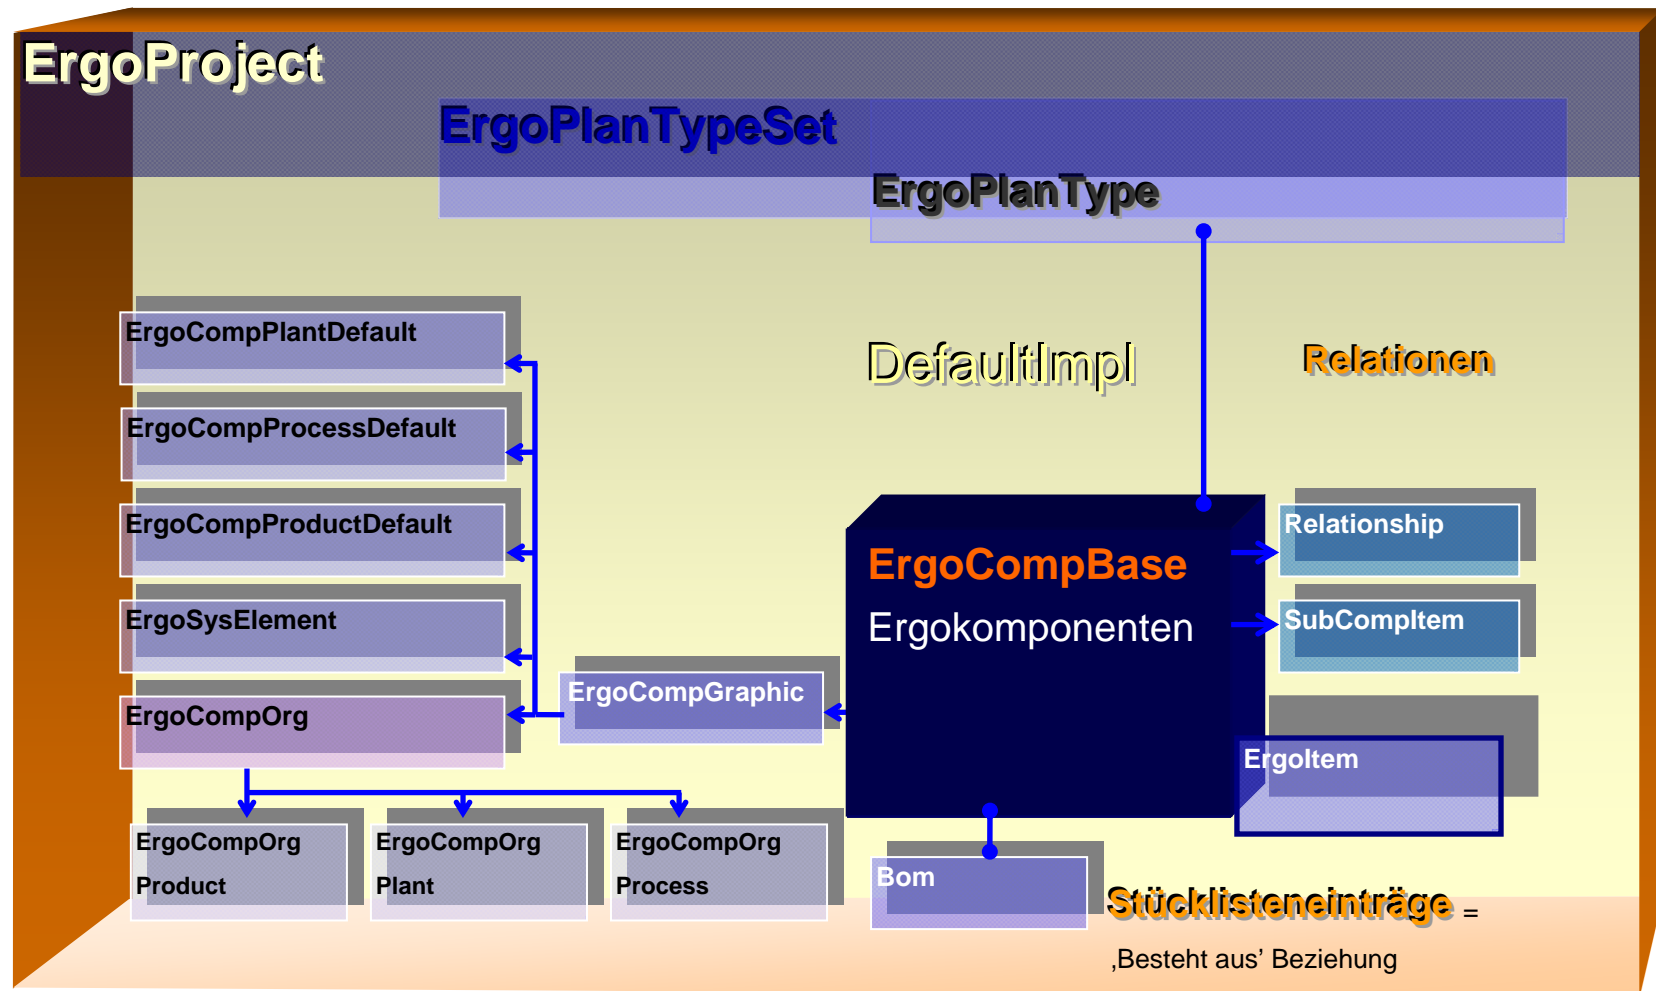 ErgoProject
ErgoPlanTypeSet
ErgoPlanType
ErgoCompPlantDefault
DefaultImpl
Relationen
ErgoCompProcessDefault
ErgoCompProductDefault
Relationship
ErgoCompBase
Ergokomponenten
ErgoSysElement
SubCompItem
ErgoCompGraphic
ErgoCompOrg
ErgoItem
ErgoCompOrg
Product
ErgoCompOrg
Plant
ErgoCompOrg
Process
Bom
Stücklisteneinträge =
‚Besteht aus’ Beziehung